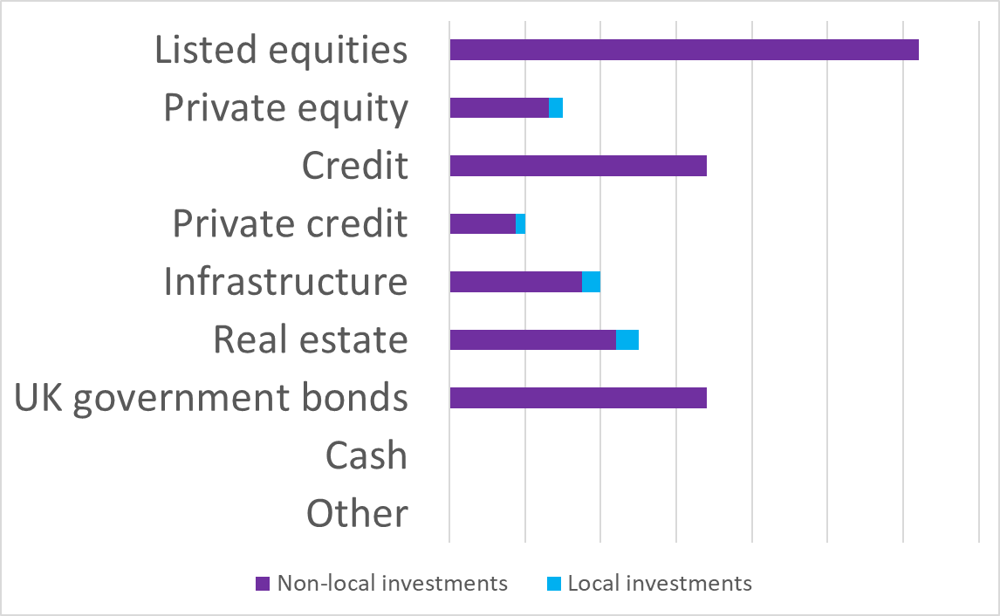 Listed equities
Private equity
Credit
Private credit
Infrastructure
Real estate
UK government bonds
Cash
Other
Non-local investments Local investments